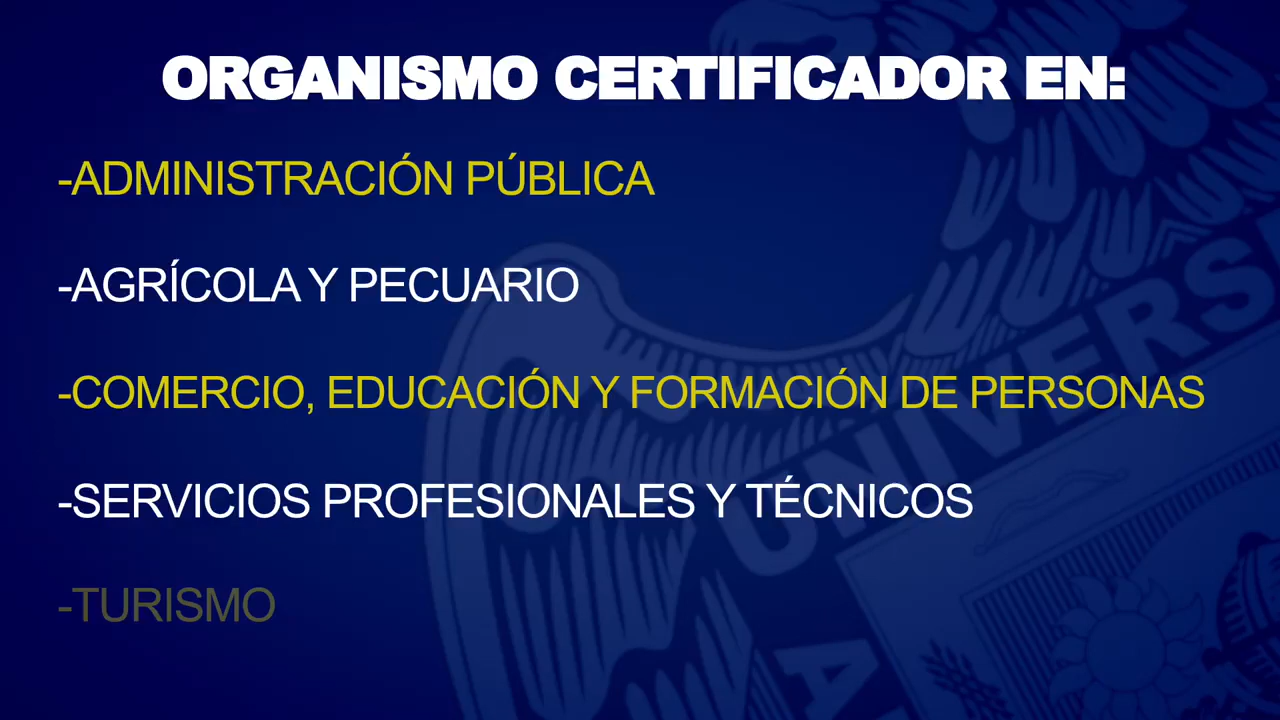 ORGANISMO CERTIFICADOR EN:
-ADMINISTRACIÓN PÚBLICA
-AGRÍCOLA Y PECUARIO
-COMERCIO, EDUCACIÓN Y FORMACIÓN DE PERSONAS
-SERVICIOS PROFESIONALES Y TÉCNICOS
-TURISMO